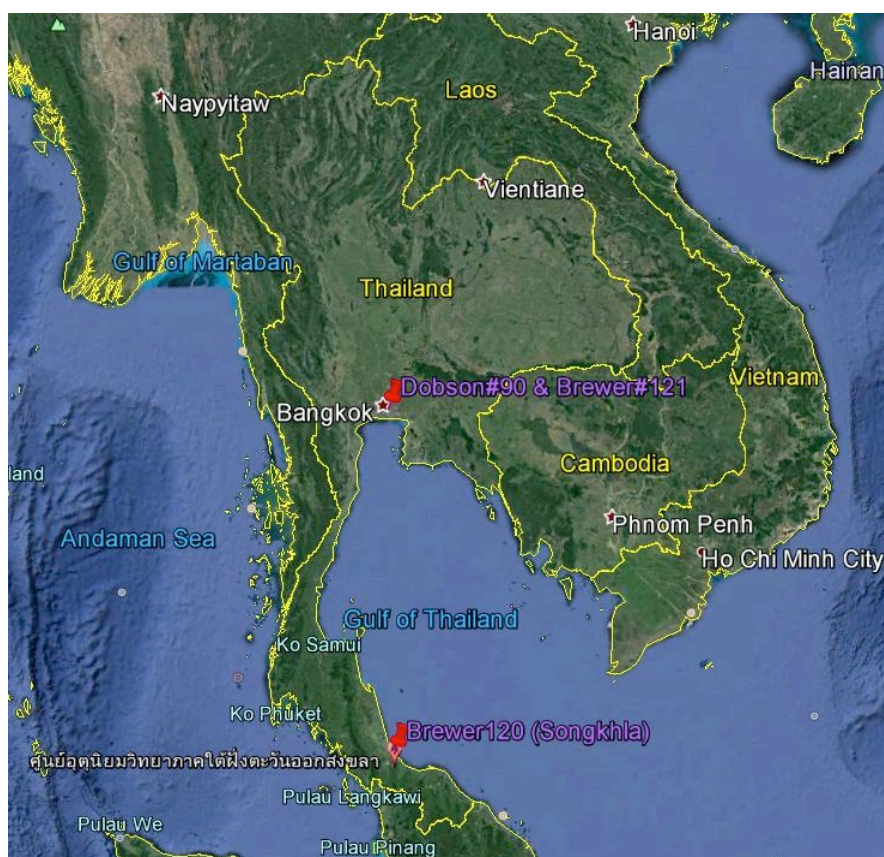 Hanoi
Hainan
Laos
Naypyitaw
Vientiane
Gulf of Martaban
Thailand
Dobson#90 & Brewer#121
Vietnam
Bangkok
Cambodia
land
Phnom Penh
Andaman Sea
Ho Chi Minh City
Gulf of Thailand
Ko Samui
Ko Phuket
Brewer120 (Songkhla)
ศูนย์อุตุนิยมวิทยาภาคใต้ฝั่งตะวันออกสงขลา
Pulau Langkawi
Pulau We
Pulau Pinang